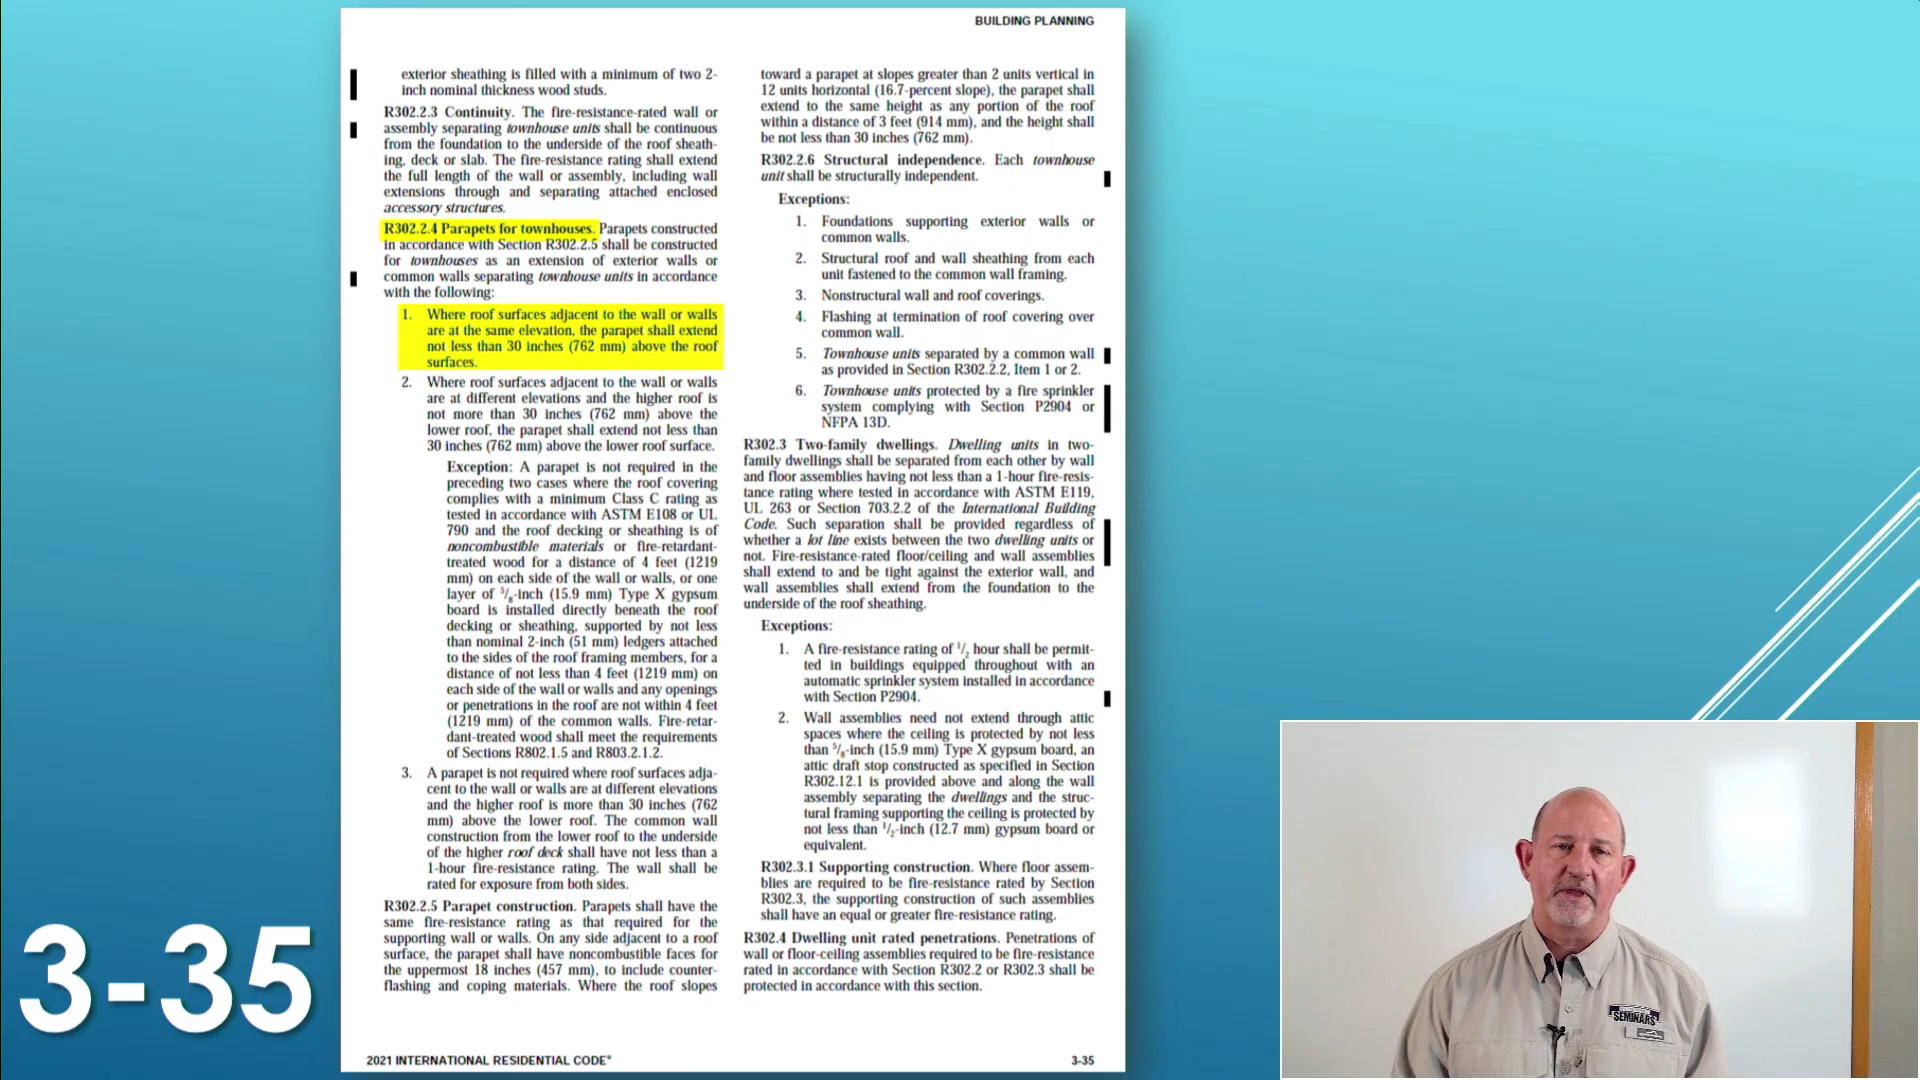 BUILDING PLANNING
exterior sheathing is filled with a minimum of two 2-
inch nominal thickness wood studs.
R302.2.3 Continuity. The fire-resistance-rated wall or
assembly separating townhouse units shall be continuous
from the foundation to the underside of the roof sheath-
ing, deck or slab. The fire-resistance rating shall extend
the full length of the wall or assembly, including wall
extensions through and separating attached enclosed
accessory structures.
R302.2.4 Parapets for townhouses. Parapets constructed
in accordance with Section R302.2.5 shall be constructed
for townhouses as an extension of exterior walls or
common walls separating townhouse units in accordance
with the following:
1. Where roof surfaces adjacent to the wall or walls
are at the same elevation, the parapet shall extend
not less than 30 inches (762 mm) above the roof
surfaces.
2. Where roof surfaces adjacent to the wall or walls
are at different elevations and the higher roof is
not more than 30 inches (762 mm) above the
lower roof, the parapet shall extend not less than
30 inches (762 mm) above the lower roof surface.
Exception: A parapet is not required in the
preceding two cases where the roof covering
complies with a minimum Class C rating as
tested in accordance with ASTM E108 or UL
790 and the roof decking or sheathing is of
noncombustible materials or fire-retardant-
treated wood for a distance of 4 feet (1219
mm) on each side of the wall or walls, or one
layer of 5/8-inch (15.9 mm) Type X gypsum
board is installed directly beneath the roof
decking or sheathing, supported by not less
than nominal 2-inch (51 mm) ledgers attached
to the sides of the roof framing members, for a
distance of not less than 4 feet (1219 mm) on
each side of the wall or walls and any openings
or penetrations in the roof are not within 4 feet
(1219 mm) of the common walls. Fire-retar-
dant-treated wood shall meet the requirements
of Sections R802.1.5 and R803.2.1.2.
3. A parapet is not required where roof surfaces adja-
cent to the wall or walls are at different elevations
and the higher roof is more than 30 inches (762
mm) above the lower roof. The common wall
construction from the lower roof to the underside
of the higher roof deck shall have not less than a
1-hour fire-resistance rating. The wall shall be
rated for exposure from both sides.
R302.2.5 Parapet construction. Parapets shall have the
same fire-resistance rating as that required for the
supporting wall or walls. On any side adjacent to a roof
surface, the parapet shall have noncombustible faces for
the uppermost 18 inches (457 mm), to include counter-
flashing and coping materials. Where the roof slopes
toward a parapet at slopes greater than 2 units vertical in
12 units horizontal (16.7-percent slope), the parapet shall
extend to the same height as any portion of the roof
within a distance of 3 feet (914 mm), and the height shall
be not less than 30 inches (762 mm).
R302.2.6 Structural independence. Each townhouse
unit shall be structurally independent.
Exceptions:
1. Foundations supporting exterior walls or
common walls.
2. Structural roof and wall sheathing from each
unit fastened to the common wall framing.
3. Nonstructural wall and roof coverings.
4. Flashing at termination of roof covering over
common wall.
5. Townhouse units separated by a common wall
as provided in Section R302.2.2, Item 1 or 2.
6. Townhouse units protected by a fire sprinkler
system complying with Section P2904 or
NFPA 13D.
R302.3 Two-family dwellings. Dwelling units in two-
family dwellings shall be separated from each other by wall
and floor assemblies having not less than a 1-hour fire-resis-
tance rating where tested in accordance with ASTM E119,
UL 263 or Section 703.2.2 of the International Building
Code. Such separation shall be provided regardless of
whether a lot line exists between the two dwelling units or
not. Fire-resistance-rated floor/ceiling and wall assemblies
shall extend to and be tight against the exterior wall, and
wall assemblies shall extend from the foundation to the
underside of the roof sheathing.
Exceptions:
1. A fire-resistance rating of 1/2 hour shall be permit-
ted in buildings equipped throughout with an
automatic sprinkler system installed in accordance
with Section P2904.
2. Wall assemblies need not extend through attic
spaces where the ceiling is protected by not less
than 5/8-inch (15.9 mm) Type X gypsum board, an
attic draft stop constructed as specified in Section
R302.12.1 is provided above and along the wall
assembly separating the dwellings and the struc-
tural framing supporting the ceiling is protected by
not less than 1/2-inch (12.7 mm) gypsum board or
equivalent.
R302.3.1 Supporting construction. Where floor assem-
blies are required to be fire-resistance rated by Section
R302.3, the supporting construction of such assemblies
shall have an equal or greater fire-resistance rating.
R302.4 Dwelling unit rated penetrations. Penetrations of
wall or floor-ceiling assemblies required to be fire-resistance
rated in accordance with Section R302.2 or R302.3 shall be
protected in accordance with this section.
2021 INTERNATIONAL RESIDENTIAL CODE®
3-35
3-35
SEMINARS